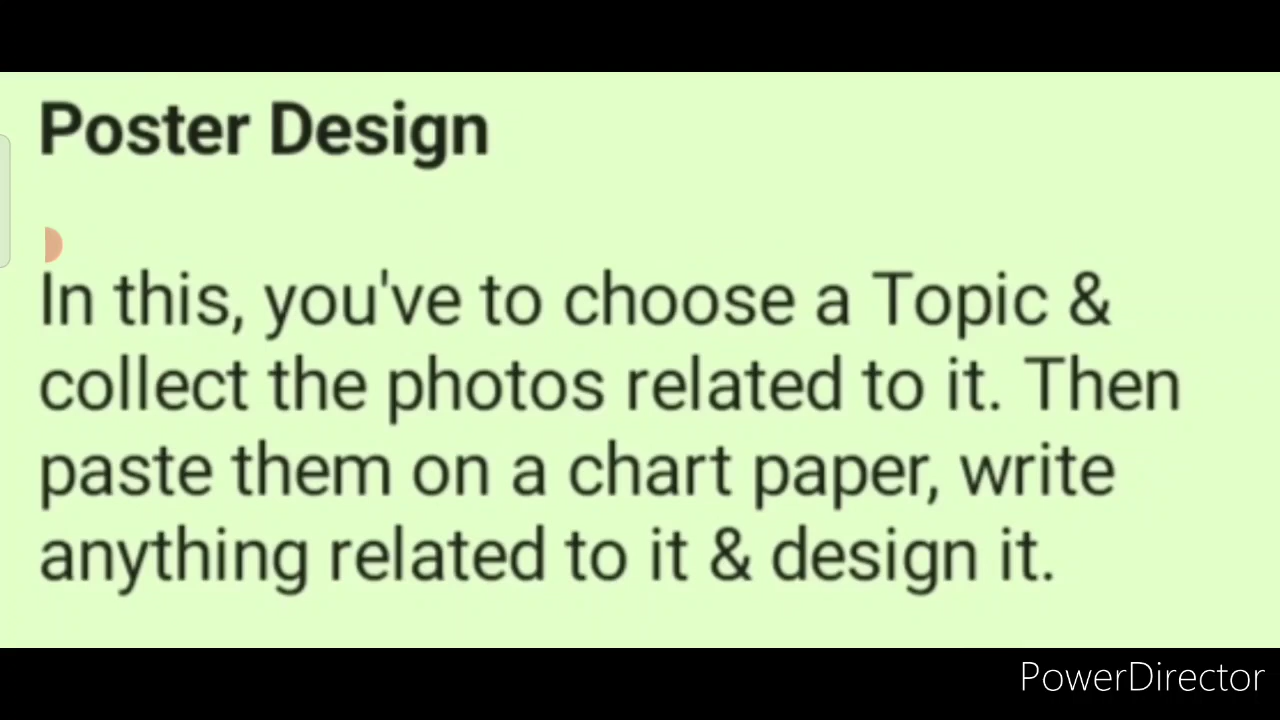 Poster Design
In this, you've to choose a Topic &
collect the photos related to it. Then
paste them on a chart paper, write
anything related to it & design it.
PowerDirector